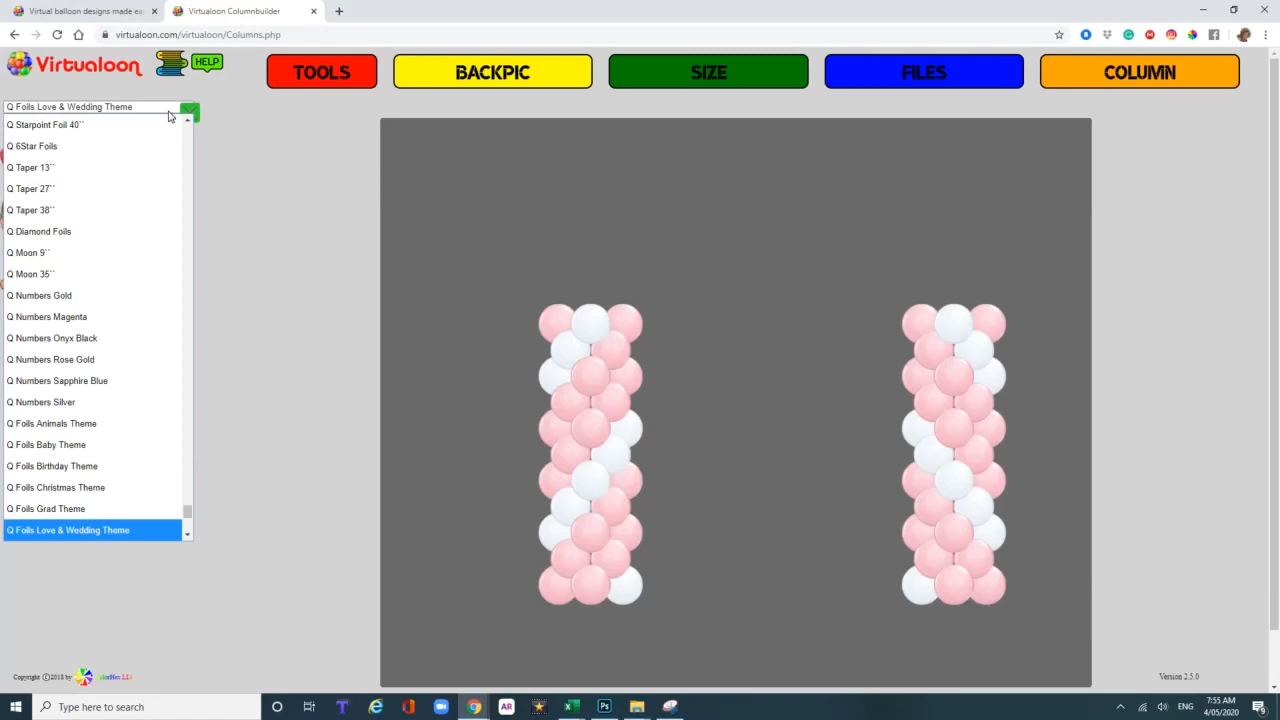 Virtual balloon designs made ea
Virtualoon Columnbuilder
virtualoon.com/virtualoon/Columns.php
Virtualoon
HELP
TOOLS
BACKPIC
SIZE
FILES
COLUMN
Q Foils Love & Wedding Theme
Q Starpoint Foil 40``
Q 6Star Foils
Q Taper 13``
Q Taper 27``
Q Taper 38``
Q Diamond Foils
Q Moon 9``
Q Moon 35``
Q Numbers Gold
Q Numbers Magenta
Q Numbers Onyx Black
Q Numbers Rose Gold
Q Numbers Sapphire Blue
Q Numbers Silver
Q Foils Animals Theme
Q Foils Baby Theme
Q Foils Birthday Theme
Q Foils Christmas Theme
Q Foils Grad Theme
Q Foils Love & Wedding Theme
Copyright ©2018 by
Version 2.5.0
Type here to search
AR
ENG
7:55 AM
4/05/2020